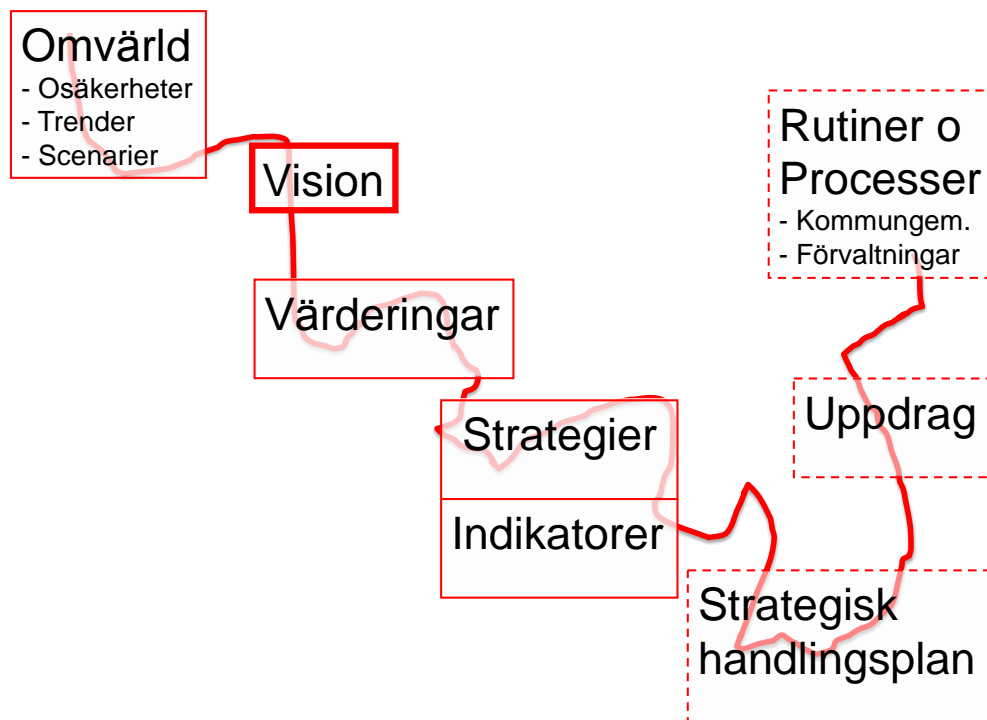 Omvärld
- Osäkerheter
- Trender
- Scenarier
Vision
Värderingar
Strategier
Indikatorer
Strategisk
handlingsplan
Uppdrag
Rutiner o
Processer
- Kommungem.
- Förvaltningar